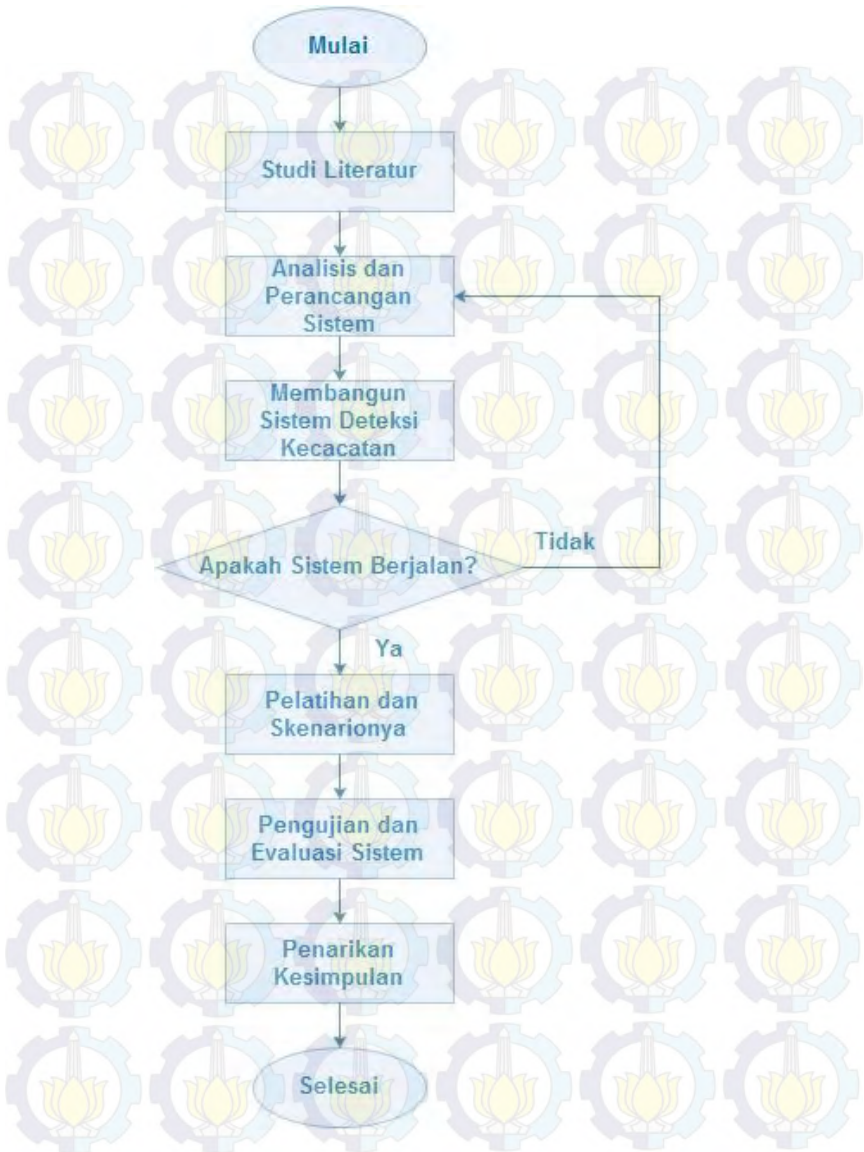 Mulai
Studi Literatur
Analisis dan
Perancangan
Sistem
Membangun
Sistem Deteksi
Kecacatan
Apakah Sistem Berjalan?
Tidak
Ya
Pelatihan dan
Skenarionya
Pengujian dan
Evaluasi Sistem
Penarikan
Kesimpulan
Selesai